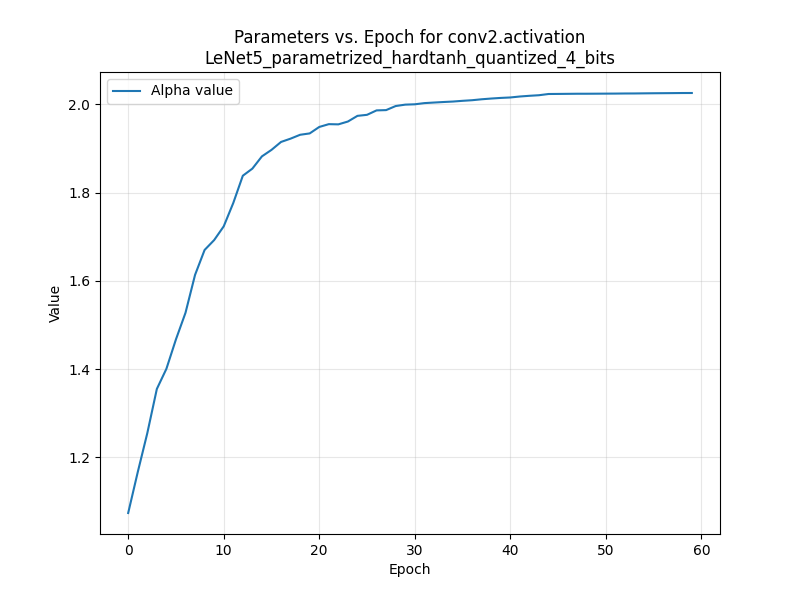 Parameters vs. Epoch for conv2.activation
LeNet5_parametrized_hardtanh_quantized_4_bits
Alpha value
2.0
1.8
1.6
1.4
1.2
Value
0 10 20 30 40 50 60
Epoch